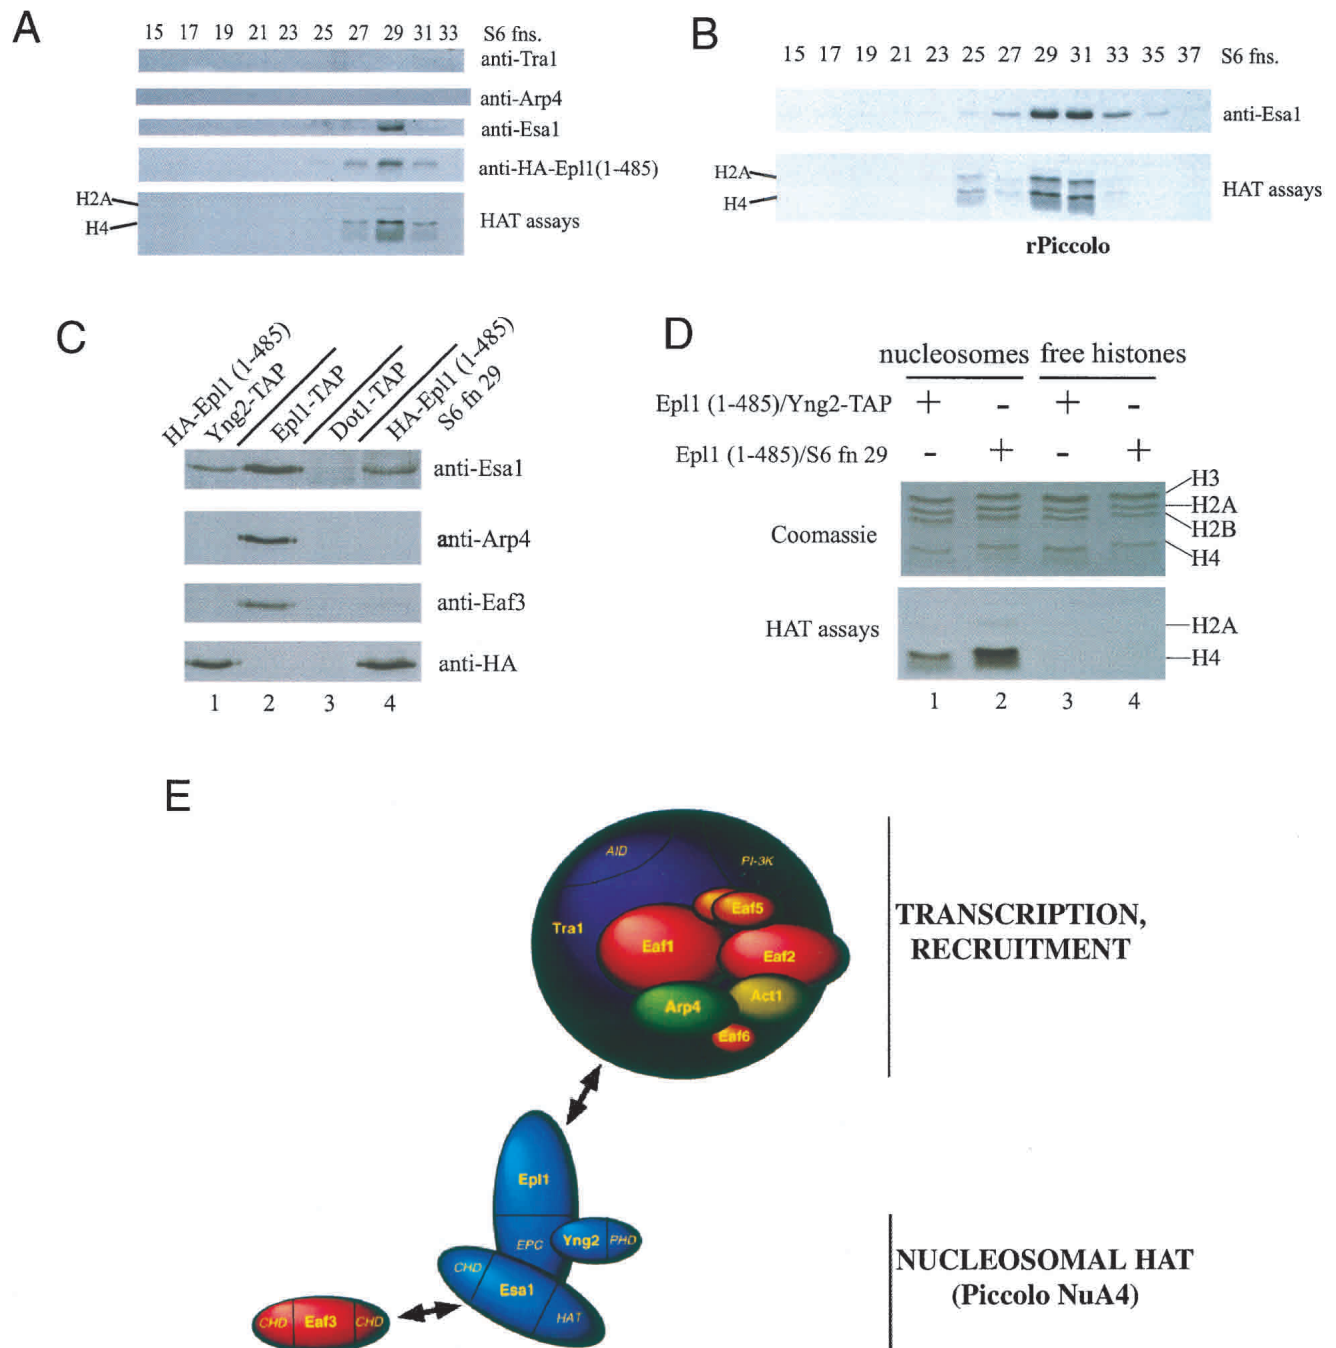 A
15 17 19 21 23 25 27 29 31 33 S6 fns.
anti-Tra1
anti-Arp4
anti-Esa1
anti-HA-Epl1(1-485)
H2A
H4
HAT assays
B
15 17 19 21 23 25 27 29 31 33 35 37 S6 fns.
anti-Esa1
H2A
H4
HAT assays
rPiccolo
C
HA-Epl1 (1-485)
Yng2-TAP
Epl1-TAP
Dot1-TAP
HA-Epl1 (1-485)
S6 fn 29
anti-Esa1
anti-Arp4
anti-Eaf3
anti-HA
1 2 3 4
D
nucleosomes free histones
Epl1 (1-485)/Yng2-TAP + - + -
Epl1 (1-485)/S6 fn 29 - + - +
Coomassie
H3
H2A
H2B
H4
HAT assays
H2A
H4
1 2 3 4
E
AID
PI-3K
Tra1
Eaf5
Eaf1
Eaf2
Arp4
Act1
Eaf6
TRANSCRIPTION,
RECRUITMENT
Epl1
EPC
Yng2
PHD
CHD
Esa1
HAT
CHD
Eaf3
CHD
NUCLEOSOMAL HAT
(Piccolo NuA4)